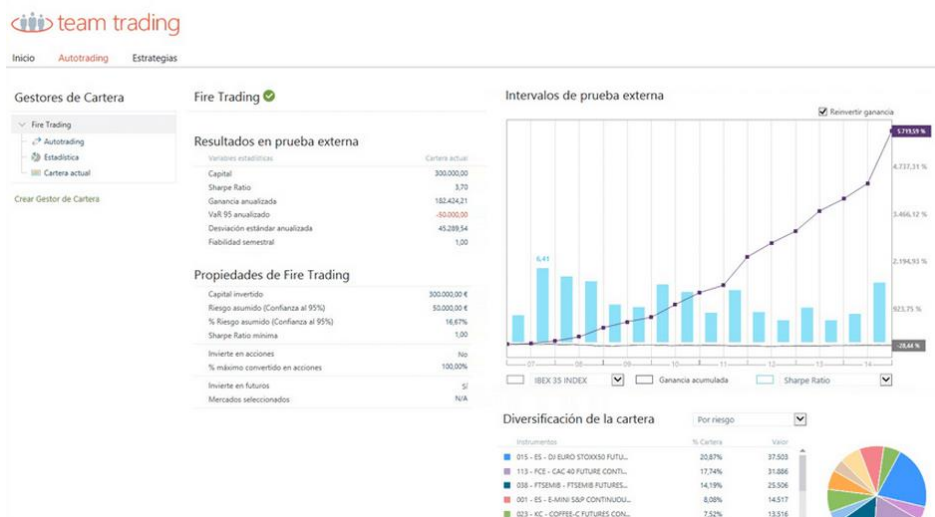 team trading
Inicio Autotrading Estrategias
Gestores de Cartera
Fire Trading
Autotrading
Estadística
Cartera actual
Crear Gestor de Cartera
Fire Trading
Resultados en prueba externa
Variables estadísticas Cartera actual
Capital 300.000,00
Sharpe Ratio 3,70
Ganancia anualizada 182.424,21
VaR 95 anualizado -50.000,00
Desviación estándar anualizada 45.289,54
Fiabilidad semestral 1,00
Propiedades de Fire Trading
Capital invertido 300.000,00 €
Riesgo asumido (Confianza al 95%) 50.000,00 €
% Riesgo asumido (Confianza al 95%) 16,67%
Sharpe Ratio mínima 1,00
Invierte en acciones No
% máximo convertido en acciones 100,00%
Invierte en futuros Sí
Mercados seleccionados N/A
Intervalos de prueba externa
Reinvertir ganancia
5.719,59 %
4.737,31 %
3.466,12 %
2.194,93 %
6,41
923,75 %
-28,44 %
07 08 09 10 11 12 13 14
IBEX 35 INDEX Ganancia acumulada Sharpe Ratio
Diversificación de la cartera Por riesgo
Instrumentos % Cartera Valor
015 - ES - DJ EURO STOXX50 FUTU... 20,87% 37.503
113 - FCE - CAC 40 FUTURE CONTI... 17,74% 31.886
038 - FTSEMIB - FTSEMIB FUTURES... 14,19% 25.506
001 - ES - E-MINI S&P CONTINUOU... 8,08% 14.517
023 - KC - COFFEE-C FUTURES CON... 7,52% 13.516